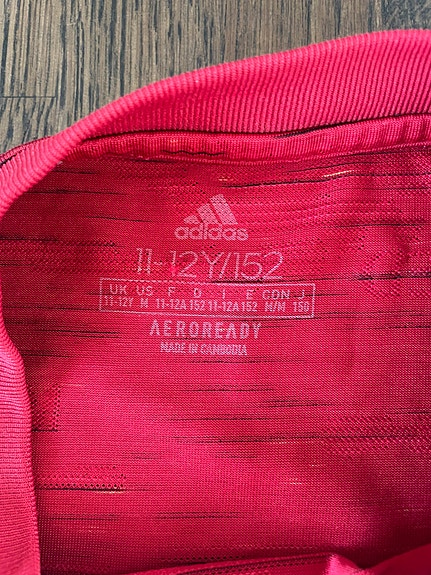 adidas
11-12Y/152
UK US F D E CDN J
11-12Y M 11-12A 152 11-12A 152 M/M 150
AEROREADY
MADE IN CAMBODIA